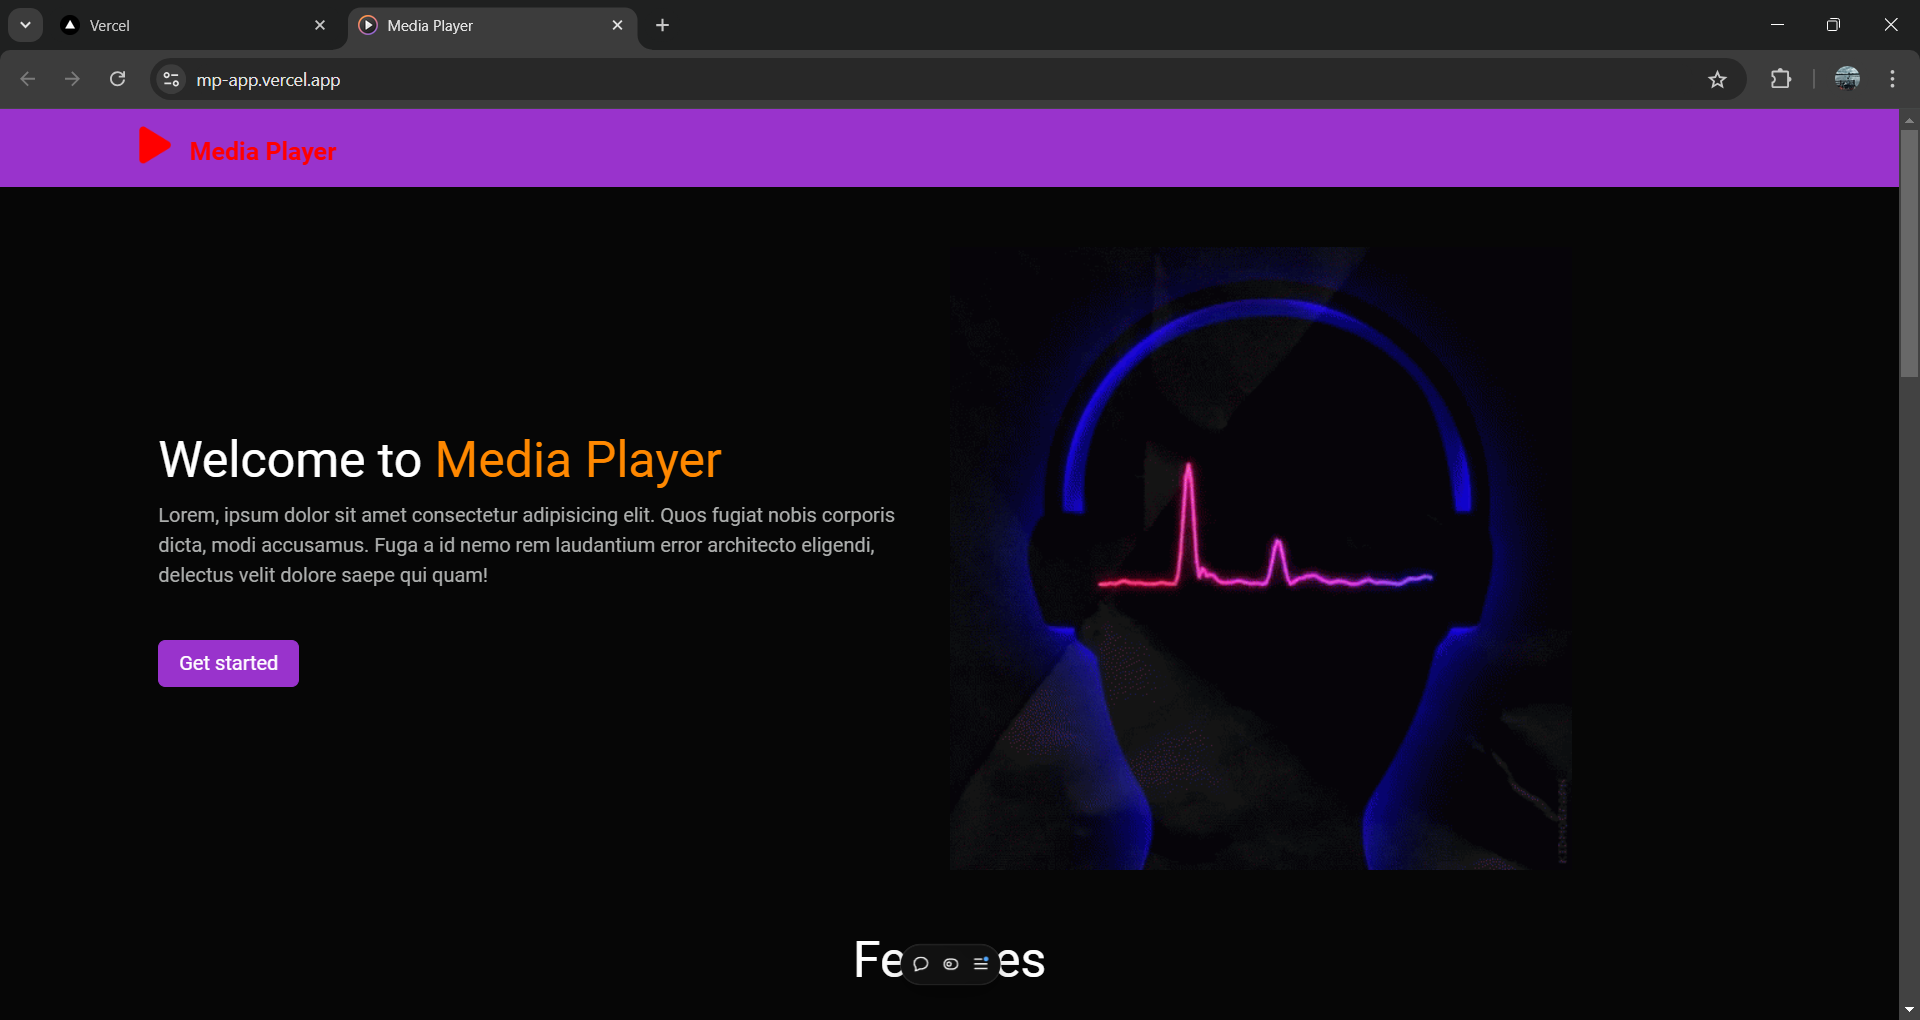 Vercel
Media Player
mp-app.vercel.app
Media Player
Welcome to Media Player
Lorem, ipsum dolor sit amet consectetur adipisicing elit. Quos fugiat nobis corporis
dicta, modi accusamus. Fuga a id nemo rem laudantium error architecto eligendi,
delectus velit dolore saepe qui quam!
Get started
KIDMOGRAPH
Fe es